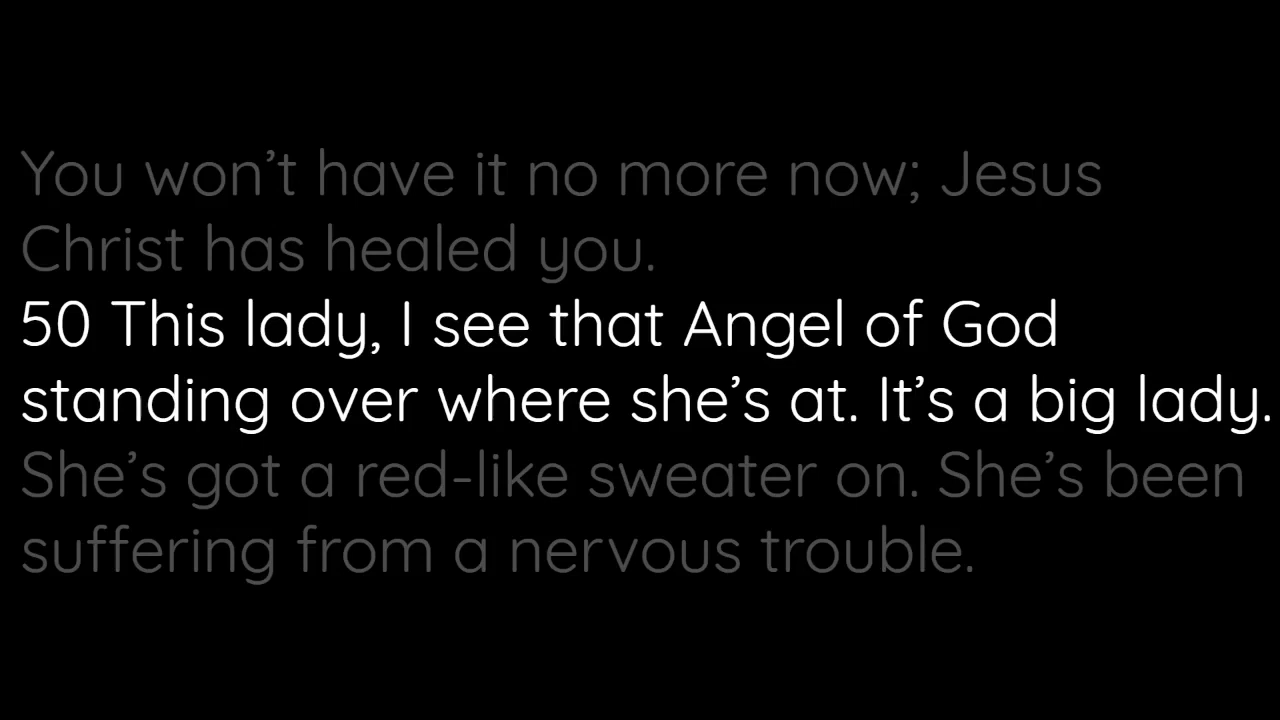 You won’t have it no more now; Jesus
Christ has healed you.
50 This lady, I see that Angel of God
standing over where she’s at. It’s a big lady.
She’s got a red-like sweater on. She’s been
suffering from a nervous trouble.